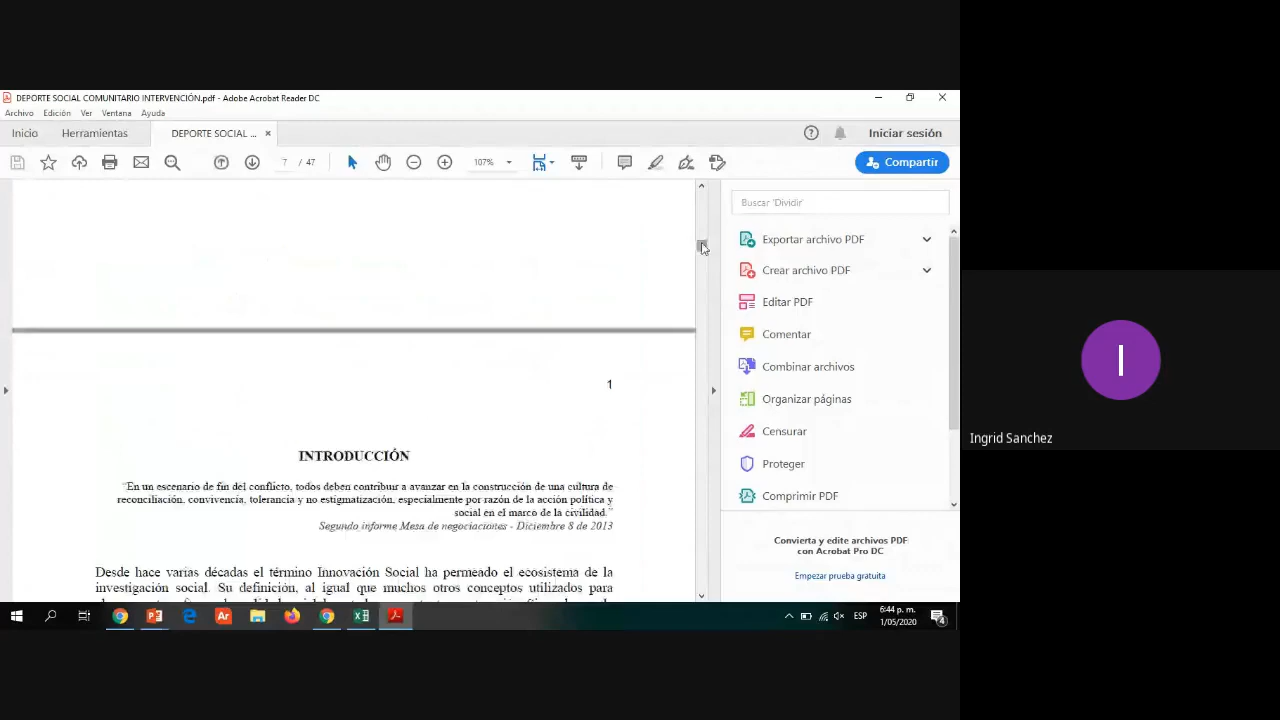 DEPORTE SOCIAL COMUNITARIO INTERVENCIÓN.pdf - Adobe Acrobat Reader DC
Archivo Edición Ver Ventana Ayuda
Inicio Herramientas DEPORTE SOCIAL ... × Iniciar sesión
7 / 47 107% Compartir
Buscar 'Dividir'
Exportar archivo PDF
Crear archivo PDF
Editar PDF
Comentar
Combinar archivos
Organizar páginas
Censurar
Proteger
Comprimir PDF
Convierta y edite archivos PDF
con Acrobat Pro DC
Empezar prueba gratuita
1
INTRODUCCIÓN
"En un escenario de fin del conflicto, todos deben contribuir a avanzar en la construcción de una cultura de
reconciliación, convivencia, tolerancia y no estigmatización, especialmente por razón de la acción política y
social en el marco de la civilidad."
Segundo informe Mesa de negociaciones - Diciembre 8 de 2013
Desde hace varias décadas el término Innovación Social ha permeado el ecosistema de la
investigación social. Su definición, al igual que muchos otros conceptos utilizados para
I
Ingrid Sanchez
ESP
6:44 p. m.
1/05/2020
4